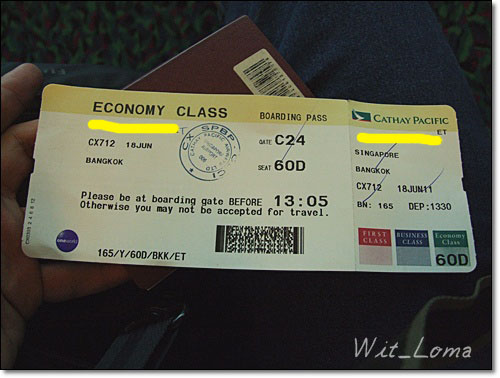 ECONOMY CLASS
BOARDING PASS
ET
CX712 18JUN
BANGKOK
GATE C24
SEAT 60D
Please be at boarding gate BEFORE 13:05
Otherwise you may not be accepted for travel.
oneworld
165/Y/60D/BKK/ET
CATHAY PACIFIC
ET
SINGAPORE
BANGKOK
CX712 18JUN11
BN: 165 DEP:1330
FIRST CLASS
BUSINESS CLASS
Economy Class
60D
Wit_Loma